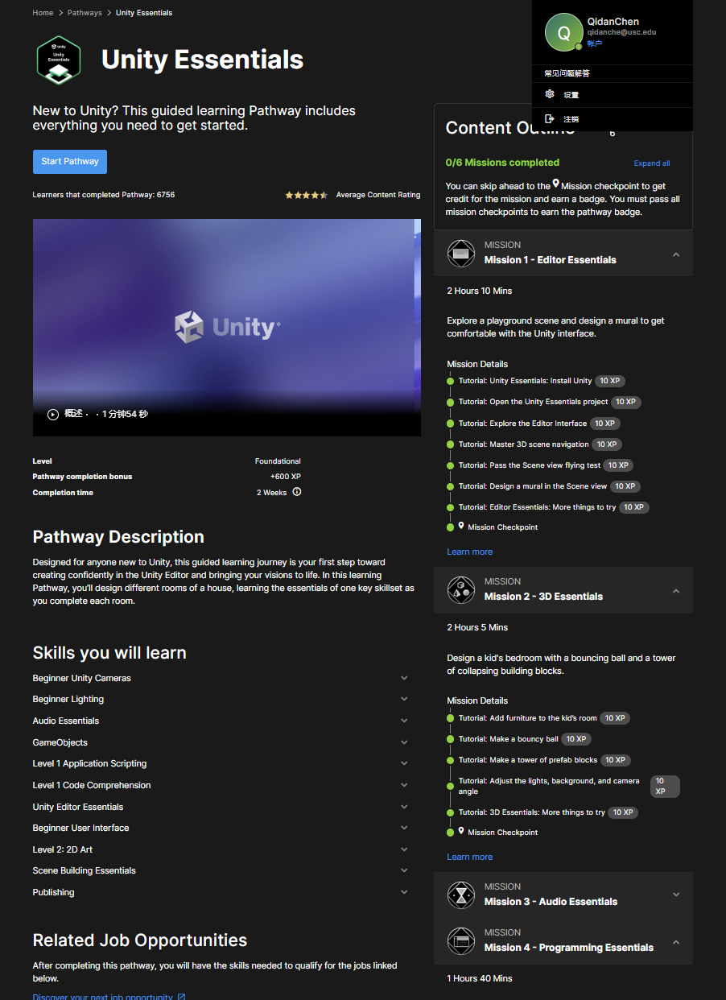 Home > Pathways > Unity Essentials
Q
QidanChen
qidanche@usc.edu
帐户
常见问题解答
设置
注销
Unity
Unity
Essentials
Unity Essentials
New to Unity? This guided learning Pathway includes
everything you need to get started.
Start Pathway
Learners that completed Pathway: 6756
Average Content Rating
Unity
概述 · · 1 分钟54 秒
Level Foundational
Pathway completion bonus +600 XP
Completion time 2 Weeks
Pathway Description
Designed for anyone new to Unity, this guided learning journey is your first step toward
creating confidently in the Unity Editor and bringing your visions to life. In this learning
Pathway, you'll design different rooms of a house, learning the essentials of one key skillset as
you complete each room.
Skills you will learn
Beginner Unity Cameras
Beginner Lighting
Audio Essentials
GameObjects
Level 1 Application Scripting
Level 1 Code Comprehension
Unity Editor Essentials
Beginner User Interface
Level 2: 2D Art
Scene Building Essentials
Publishing
Related Job Opportunities
After completing this pathway, you will have the skills needed to qualify for the jobs linked
below.
Discover your next job opportunity
Content Outline
6
0/6 Missions completed
Expand all
You can skip ahead to the Mission checkpoint to get
credit for the mission and earn a badge. You must pass all
mission checkpoints to earn the pathway badge.
MISSION
Mission 1 - Editor Essentials
2 Hours 10 Mins
Explore a playground scene and design a mural to get
comfortable with the Unity interface.
Mission Details
Tutorial: Unity Essentials: Install Unity 10 XP
Tutorial: Open the Unity Essentials project 10 XP
Tutorial: Explore the Editor Interface 10 XP
Tutorial: Master 3D scene navigation 10 XP
Tutorial: Pass the Scene view flying test 10 XP
Tutorial: Design a mural in the Scene view 10 XP
Tutorial: Editor Essentials: More things to try 10 XP
Mission Checkpoint
Learn more
MISSION
Mission 2 - 3D Essentials
2 Hours 5 Mins
Design a kid's bedroom with a bouncing ball and a tower
of collapsing building blocks.
Mission Details
Tutorial: Add furniture to the kid's room 10 XP
Tutorial: Make a bouncy ball 10 XP
Tutorial: Make a tower of prefab blocks 10 XP
Tutorial: Adjust the lights, background, and camera
angle
10
XP
Tutorial: 3D Essentials: More things to try 10 XP
Mission Checkpoint
Learn more
MISSION
Mission 3 - Audio Essentials
MISSION
Mission 4 - Programming Essentials
1 Hours 40 Mins